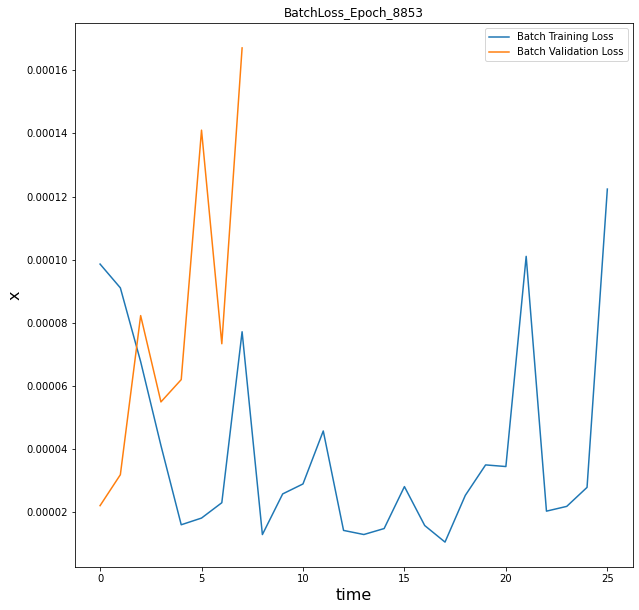 BatchLoss_Epoch_8853
Batch Training Loss
Batch Validation Loss
0.00016
0.00014
0.00012
0.00010
0.00008
0.00006
0.00004
0.00002
x
0 5 10 15 20 25
time